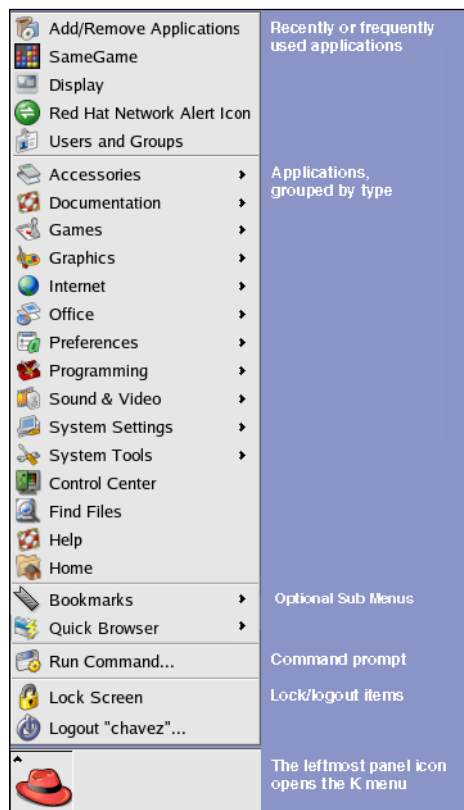 Add/Remove Applications
Recently or frequently
used applications
SameGame
Display
Red Hat Network Alert Icon
Users and Groups
Accessories
Applications,
grouped by type
Documentation
Games
Graphics
Internet
Office
Preferences
Programming
Sound & Video
System Settings
System Tools
Control Center
Find Files
Help
Home
Bookmarks
Optional Sub Menus
Quick Browser
Run Command...
Command prompt
Lock Screen
Lock/logout items
Logout "chavez"...
The leftmost panel icon
opens the K menu